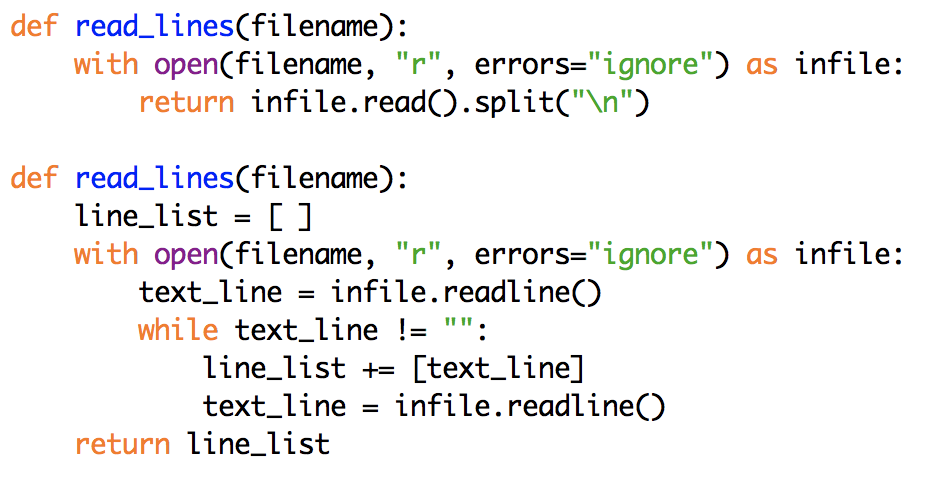 def read_lines(filename):
    with open(filename, "r", errors="ignore") as infile:
        return infile.read().split("\n")

def read_lines(filename):
    line_list = [ ]
    with open(filename, "r", errors="ignore") as infile:
        text_line = infile.readline()
        while text_line != "":
            line_list += [text_line]
            text_line = infile.readline()
    return line_list